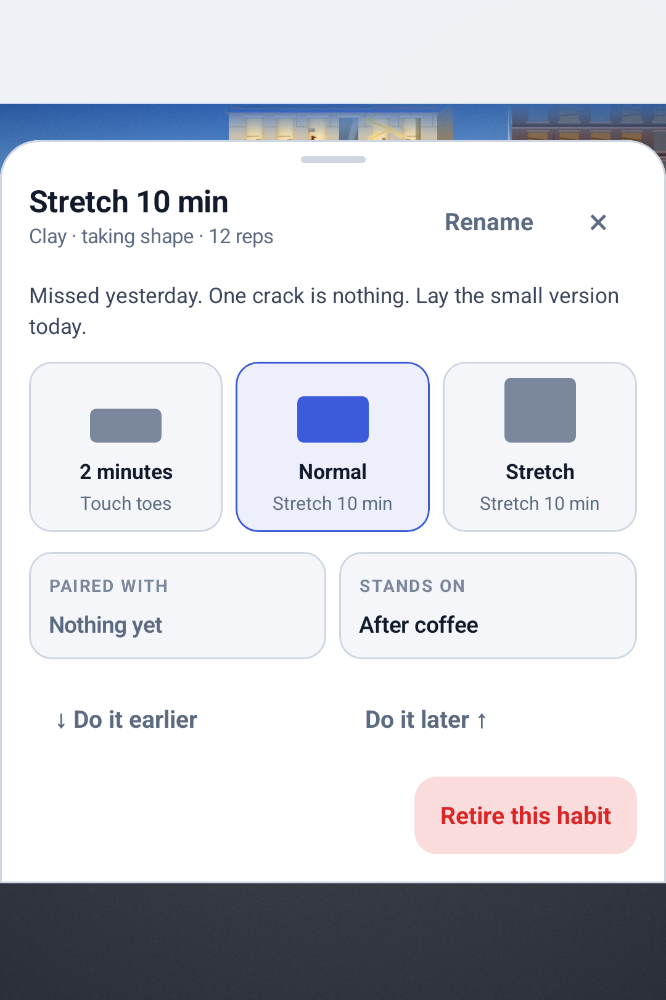 Stretch 10 min
Rename ×
Clay · taking shape · 12 reps
Missed yesterday. One crack is nothing. Lay the small version
today.
2 minutes
Touch toes
Normal
Stretch 10 min
Stretch
Stretch 10 min
PAIRED WITH
Nothing yet
STANDS ON
After coffee
↓ Do it earlier
Do it later ↑
Retire this habit